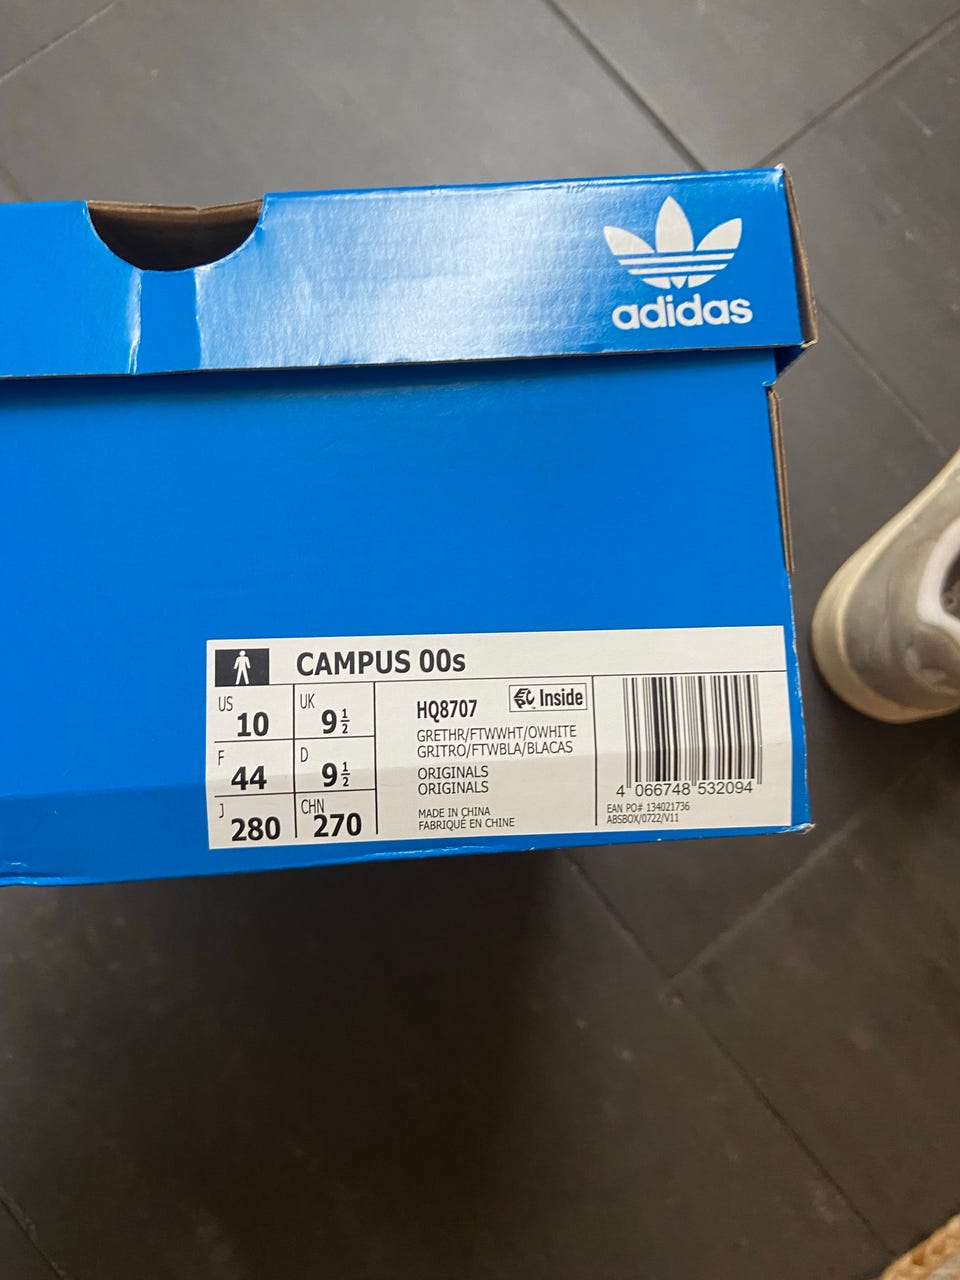 adidas
CAMPUS 00s
US 10
UK 9 1/2
F 44
D 9 1/2
J 280
CHN 270
HQ8707
Inside
GRETHR/FTWWHT/OWHITE
GRITRO/FTWBLA/BLACAS
ORIGINALS
ORIGINALS
MADE IN CHINA
FABRIQUÉ EN CHINE
4 066748 532094
EAN PO# 134021736
ABSBOX/0722/V11